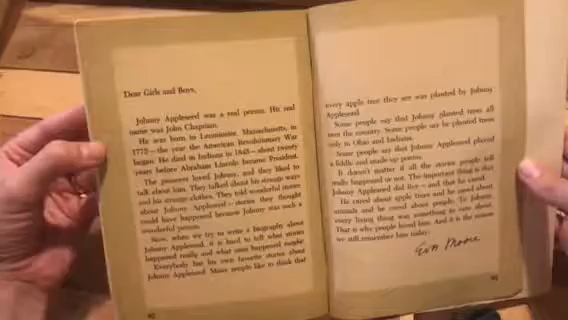 Dear Girls and Boys,
Johnny Appleseed was a real person. His real
name was John Chapman.
He was born in Leominster, Massachusetts, in
1775—the year the American Revolutionary War
began. He died in Indiana in 1845—about twenty
years before Abraham Lincoln became President.
The pioneers loved Johnny, and they liked to
talk about him. They talked about his strange ways
and his strange clothes. They told wonderful stories
about Johnny Appleseed—stories they thought
could have happened because Johnny was such a
wonderful person.
Now, when we try to write a biography about
Johnny Appleseed, it is hard to tell what stories
happened really and what ones happened maybe.
Everybody has his own favorite stories about
Johnny Appleseed. Many people like to think that
every apple tree they see was planted by Johnny
Appleseed.
Some people say that Johnny planted trees all
over the country. Some people say he planted trees
only in Ohio and Indiana.
Some people say that Johnny Appleseed played
a fiddle and made up poems.
It doesn't matter if all the stories people tell
really happened or not. The important thing is that
Johnny Appleseed did live—and that he cared.
He cared about apple trees and he cared about
animals and he cared about people. To Johnny,
every living thing was something to care about.
That is why people loved him. And it is the reason
we still remember him today.
Eva Moore